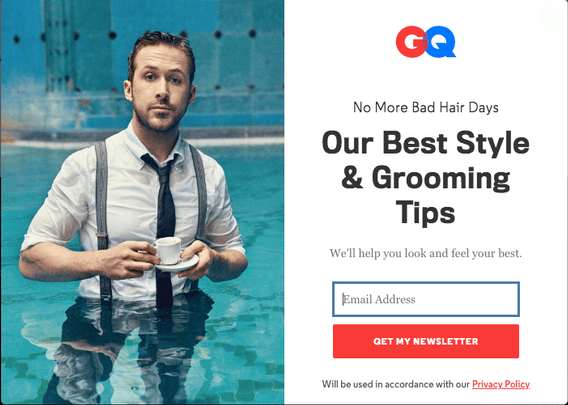 GQ
No More Bad Hair Days
Our Best Style
& Grooming
Tips
We'll help you look and feel your best.
Email Address
GET MY NEWSLETTER
Will be used in accordance with our Privacy Policy